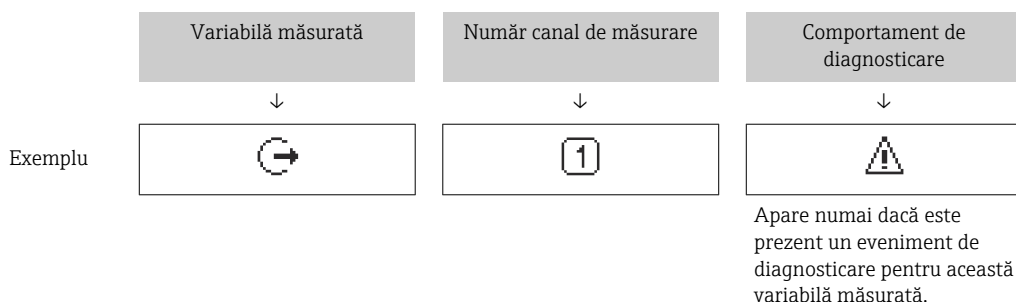 Variabilă măsurată
Număr canal de măsurare
Comportament de
diagnosticare
↓ ↓ ↓
Exemplu
1
Apare numai dacă este
prezent un eveniment de
diagnosticare pentru această
variabilă măsurată.